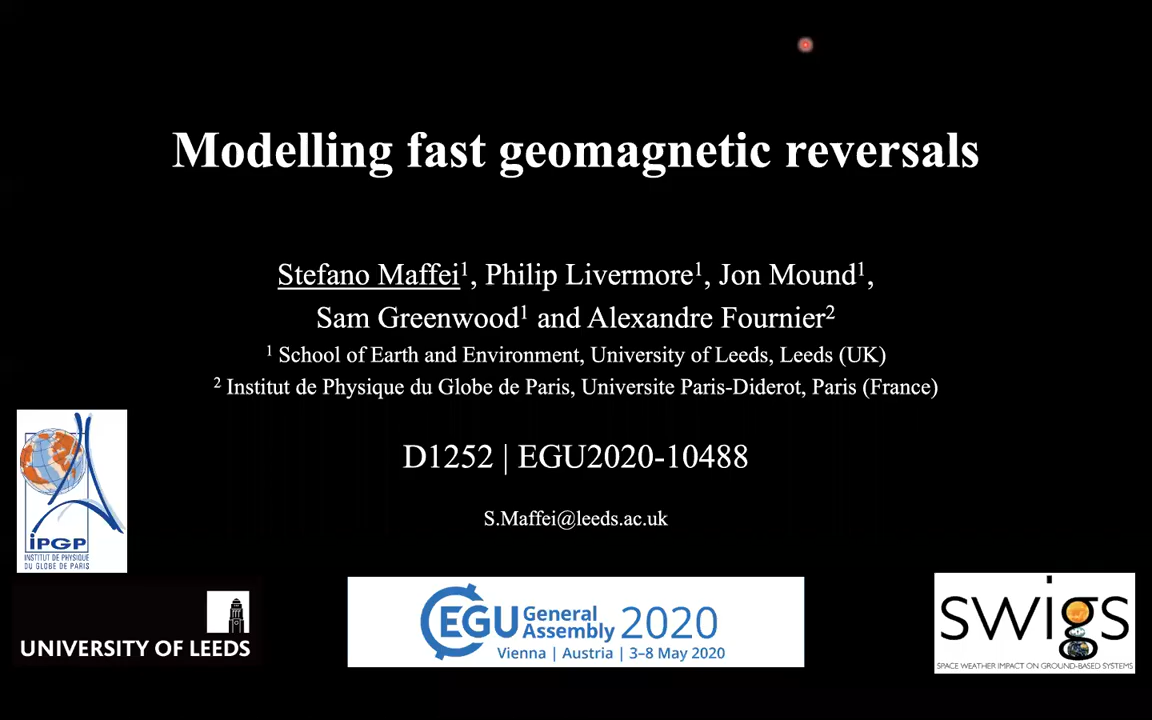 Modelling fast geomagnetic reversals
Stefano Maffei¹, Philip Livermore¹, Jon Mound¹,
Sam Greenwood¹ and Alexandre Fournier²
¹ School of Earth and Environment, University of Leeds, Leeds (UK)
² Institut de Physique du Globe de Paris, Universite Paris-Diderot, Paris (France)
D1252 | EGU2020-10488
S.Maffei@leeds.ac.uk
iPGP
INSTITUT DE PHYSIQUE
DU GLOBE DE PARIS
UNIVERSITY OF LEEDS
EGU General
Assembly 2020
Vienna | Austria | 3–8 May 2020
swigs
SPACE WEATHER IMPACT ON GROUND-BASED SYSTEMS